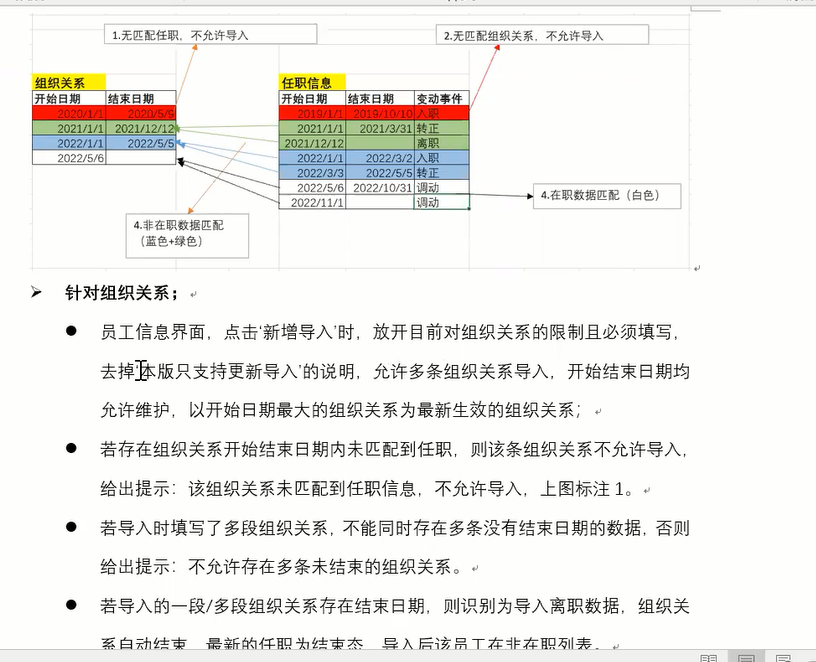 1.无匹配任职，不允许导入
2.无匹配组织关系，不允许导入
组织关系
开始日期 结束日期
2020/1/1 2020/5/5
2021/1/1 2021/12/12
2022/1/1 2022/5/5
2022/5/6
任职信息
开始日期 结束日期 变动事件
2019/1/1 2019/10/10 入职
2021/1/1 2021/3/31 转正
2021/12/12 离职
2022/1/1 2022/3/2 入职
2022/3/3 2022/5/5 转正
2022/5/6 2022/10/31 调动
2022/11/1 调动
4.在职数据匹配（白色）
4.非在职数据匹配
（蓝色+绿色）
针对组织关系；
员工信息界面，点击‘新增导入’时，放开目前对组织关系的限制且必须填写，
去掉‘本版只支持更新导入’的说明，允许多条组织关系导入，开始结束日期均
允许维护，以开始日期最大的组织关系为最新生效的组织关系；
若存在组织关系开始结束日期内未匹配到任职，则该条组织关系不允许导入，
给出提示：该组织关系未匹配到任职信息，不允许导入，上图标注 1。
若导入时填写了多段组织关系，不能同时存在多条没有结束日期的数据，否则
给出提示：不允许存在多条未结束的组织关系。
若导入的一段/多段组织关系存在结束日期，则识别为导入离职数据，组织关
系自动结束，最新的任职为结束态，导入后该员工在非在职列表。